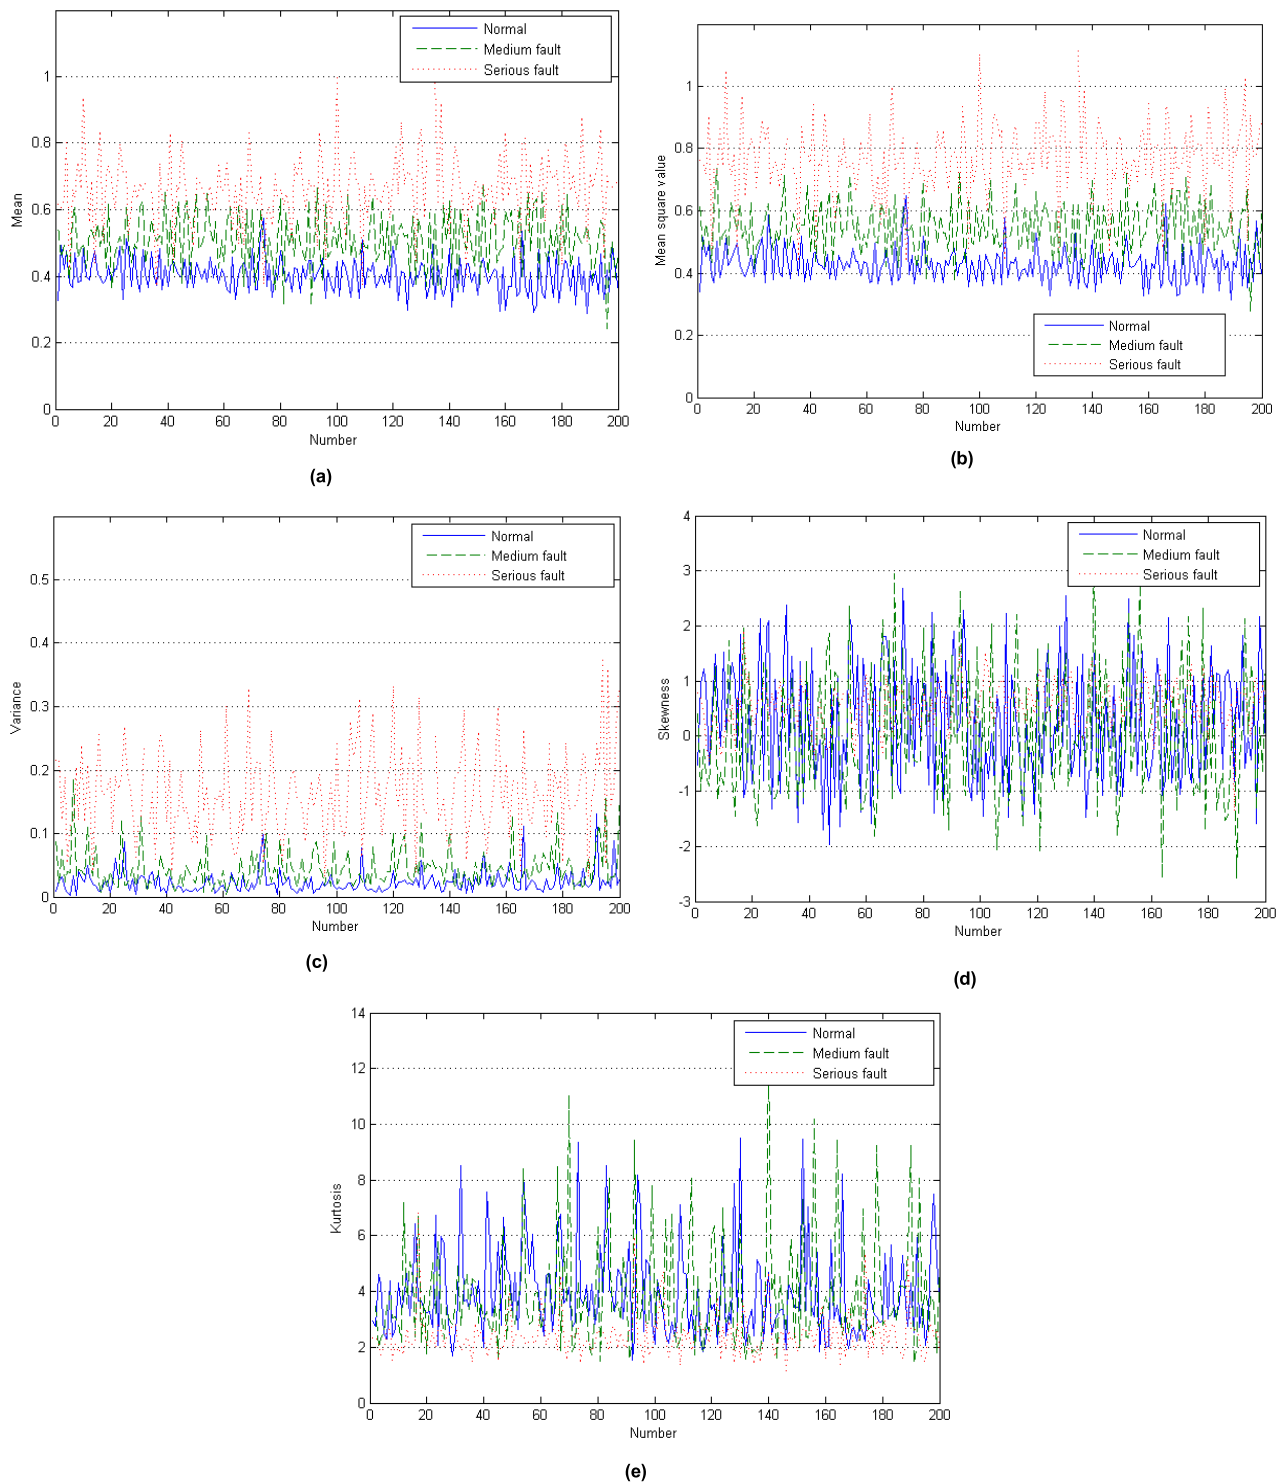 Normal
Medium fault
Serious fault
1
0.8
0.6
0.4
0.2
0
Mean
0 20 40 60 80 100 120 140 160 180 200
Number
(a)
1
0.8
0.6
0.4
0.2
0
Mean square value
Normal
Medium fault
Serious fault
0 20 40 60 80 100 120 140 160 180 200
Number
(b)
Normal
Medium fault
Serious fault
0.5
0.4
0.3
0.2
0.1
0
Variance
0 20 40 60 80 100 120 140 160 180 200
Number
(c)
Normal
Medium fault
Serious fault
4
3
2
1
0
-1
-2
-3
Skewness
0 20 40 60 80 100 120 140 160 180 200
Number
(d)
Normal
Medium fault
Serious fault
14
12
10
8
6
4
2
0
Kurtosis
0 20 40 60 80 100 120 140 160 180 200
Number
(e)